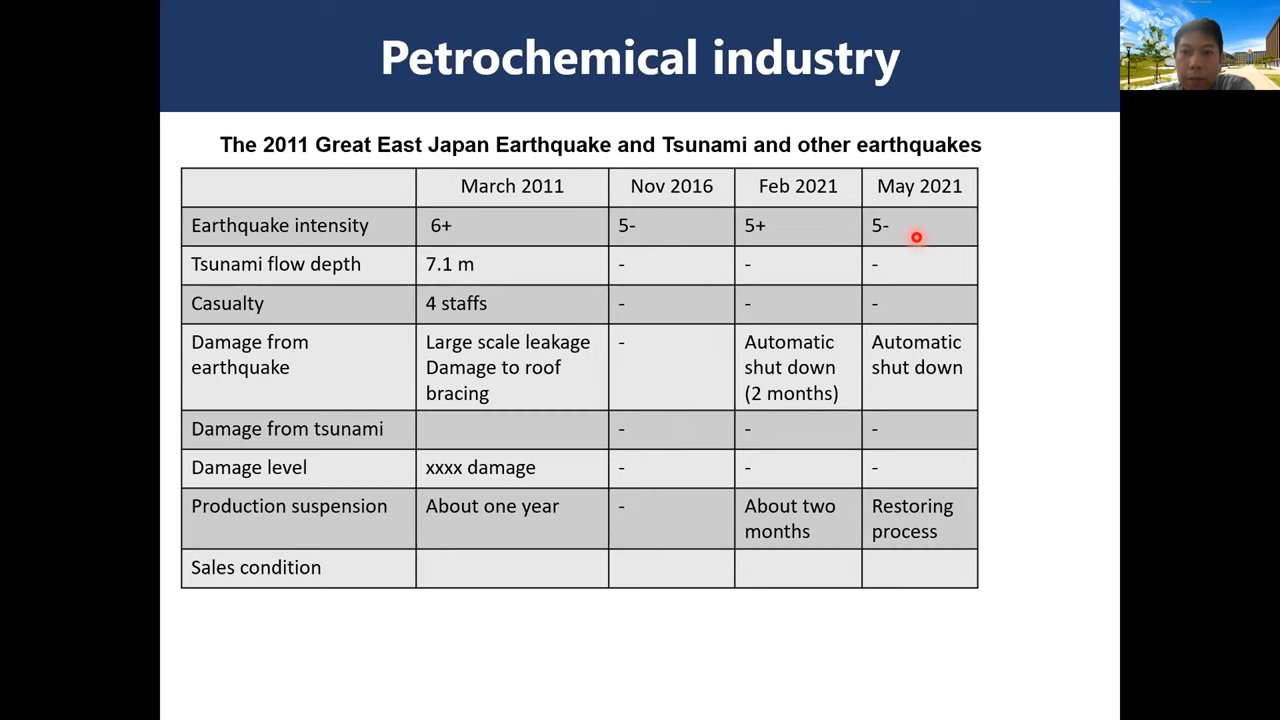 Petrochemical industry
The 2011 Great East Japan Earthquake and Tsunami and other earthquakes
March 2011 Nov 2016 Feb 2021 May 2021
Earthquake intensity 6+ 5- 5+ 5-
Tsunami flow depth 7.1 m - - -
Casualty 4 staffs - - -
Damage from earthquake Large scale leakage Damage to roof bracing - Automatic shut down (2 months) Automatic shut down
Damage from tsunami - - -
Damage level xxxx damage - - -
Production suspension About one year - About two months Restoring process
Sales condition